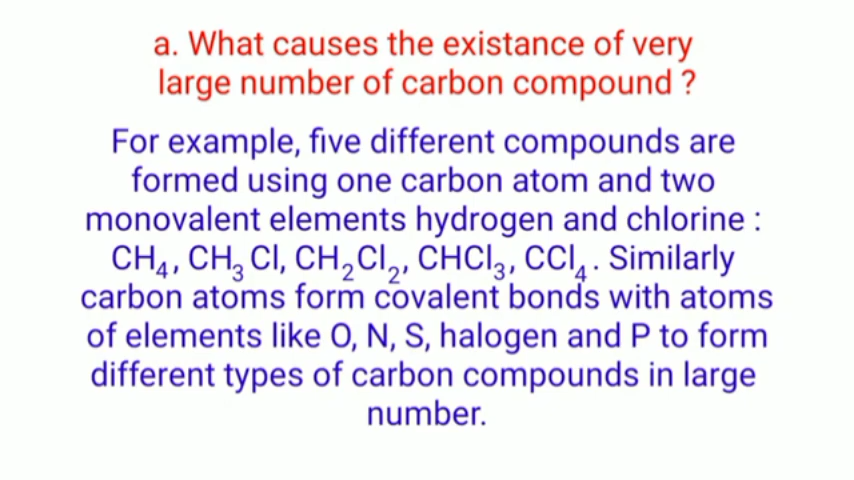 a. What causes the existance of very
large number of carbon compound ?
For example, five different compounds are
formed using one carbon atom and two
monovalent elements hydrogen and chlorine :
CH₄, CH₃ Cl, CH₂Cl₂, CHCl₃, CCl₄ . Similarly
carbon atoms form covalent bonds with atoms
of elements like O, N, S, halogen and P to form
different types of carbon compounds in large
number.